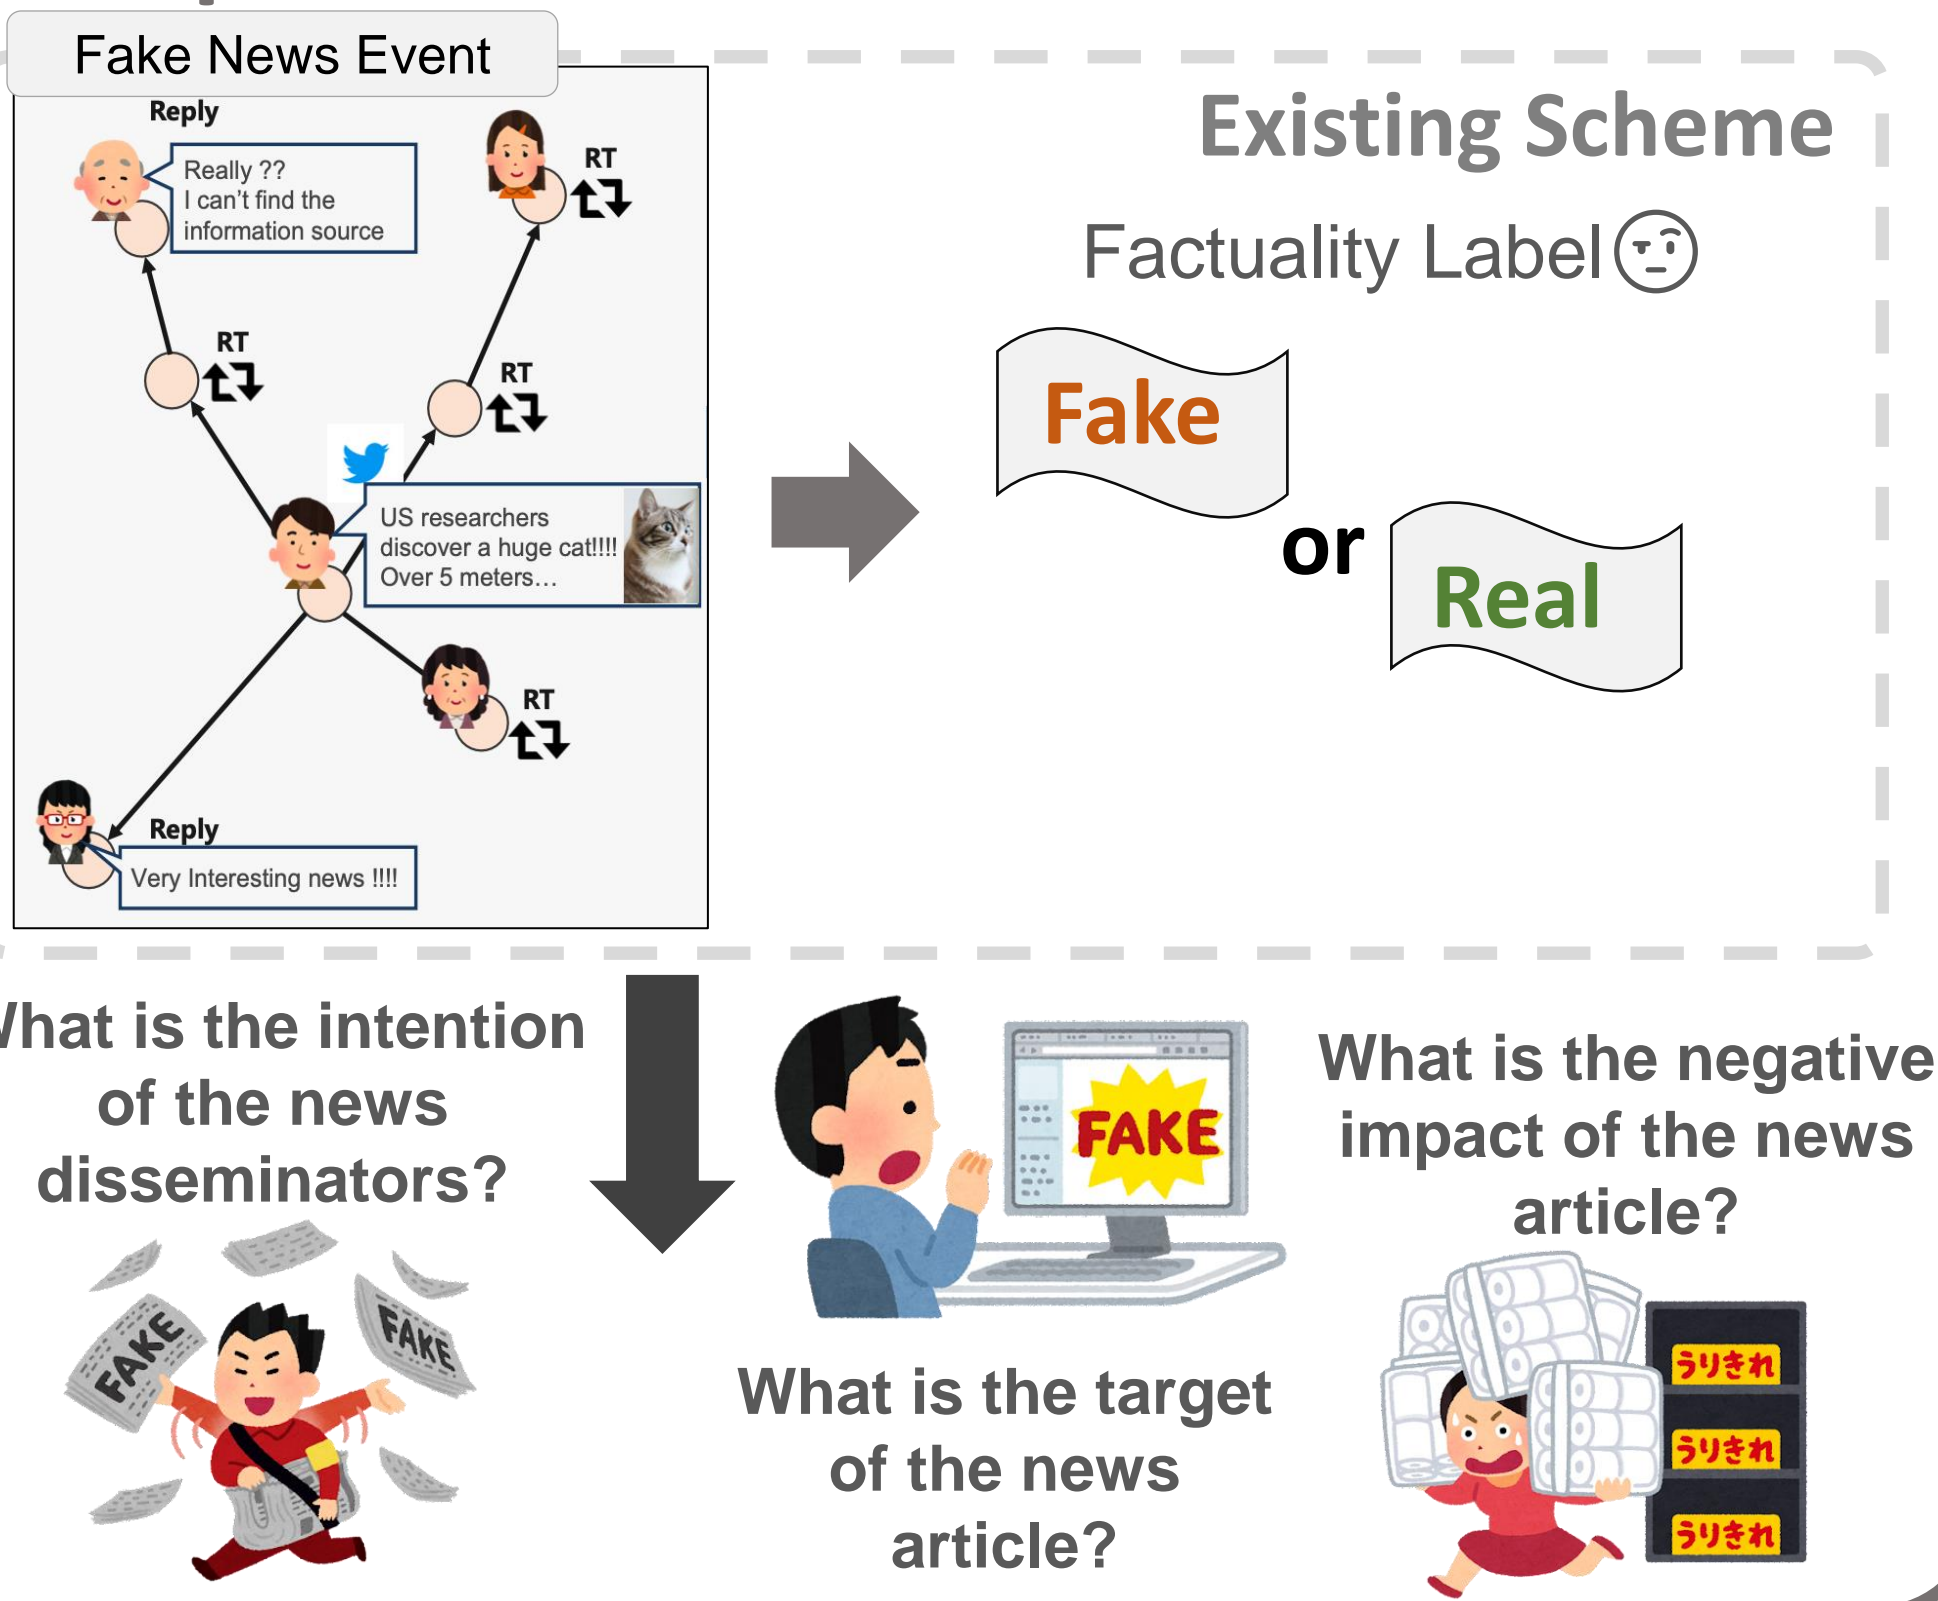 Fake News Event
Reply
Really ??
I can't find the
information source
RT
RT
RT
US researchers
discover a huge cat!!!!
Over 5 meters…
RT
Reply
Very Interesting news !!!!
Existing Scheme
Factuality Label
Fake
or
Real
What is the intention
of the news
disseminators?
FAKE
FAKE
FAKE
What is the target
of the news
article?
What is the negative
impact of the news
article?
うりきれ
うりきれ
うりきれ